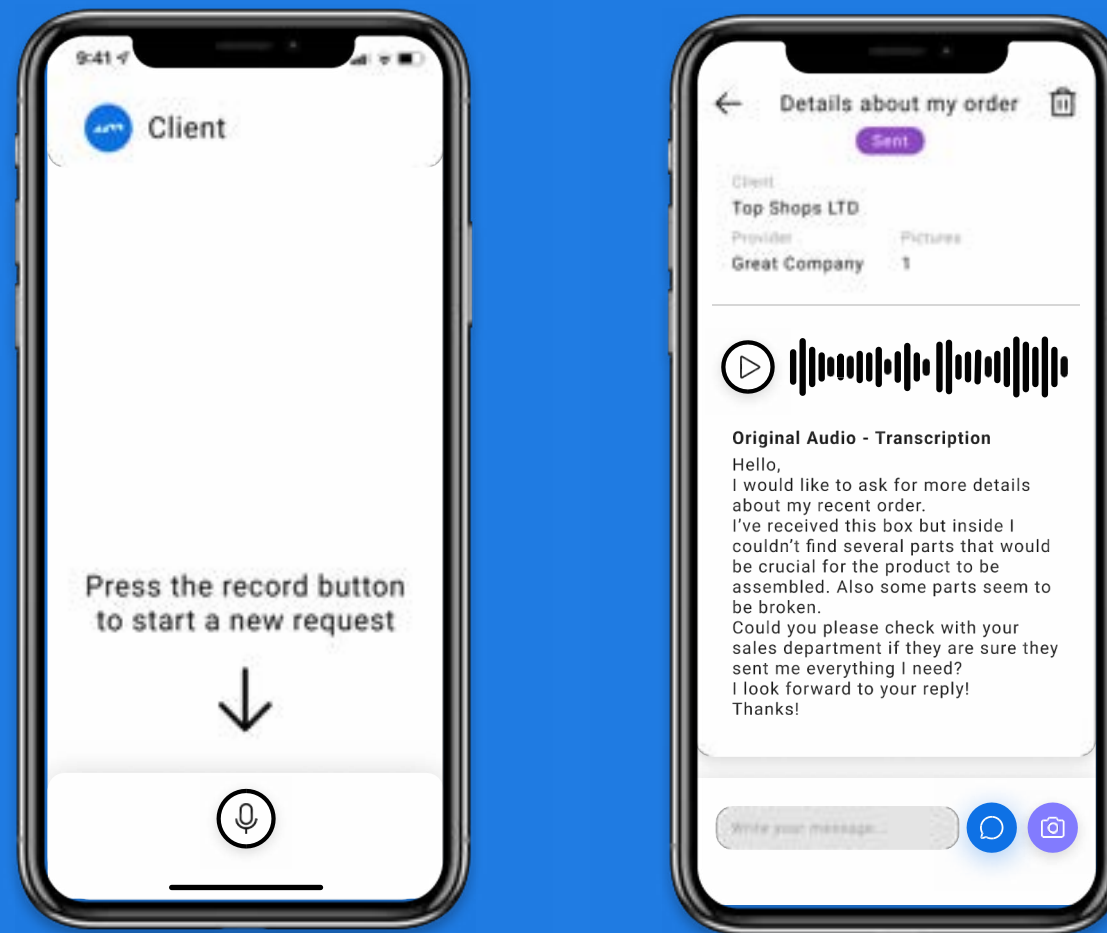 9:41
Client
Press the record button
to start a new request
Details about my order
Sent
Client
Top Shops LTD
Provider
Pictures
Great Company
1
Original Audio - Transcription
Hello,
I would like to ask for more details
about my recent order.
I've received this box but inside I
couldn't find several parts that would
be crucial for the product to be
assembled. Also some parts seem to
be broken.
Could you please check with your
sales department if they are sure they
sent me everything I need?
I look forward to your reply!
Thanks!
Write your message...